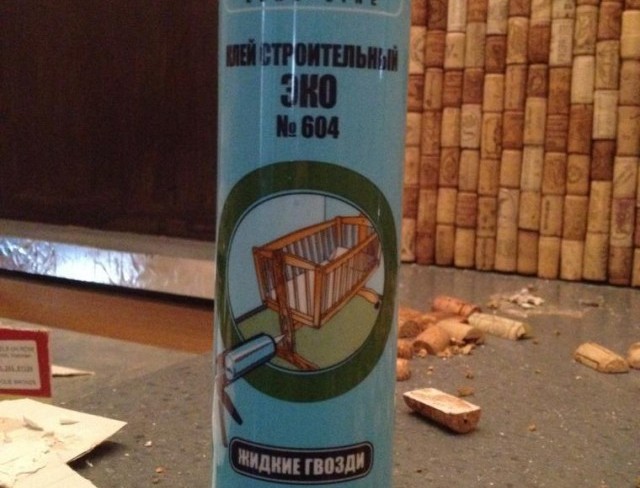 КЛЕЙ СТРОИТЕЛЬНЫЙ
ЭКО
№ 604
ЖИДКИЕ ГВОЗДИ